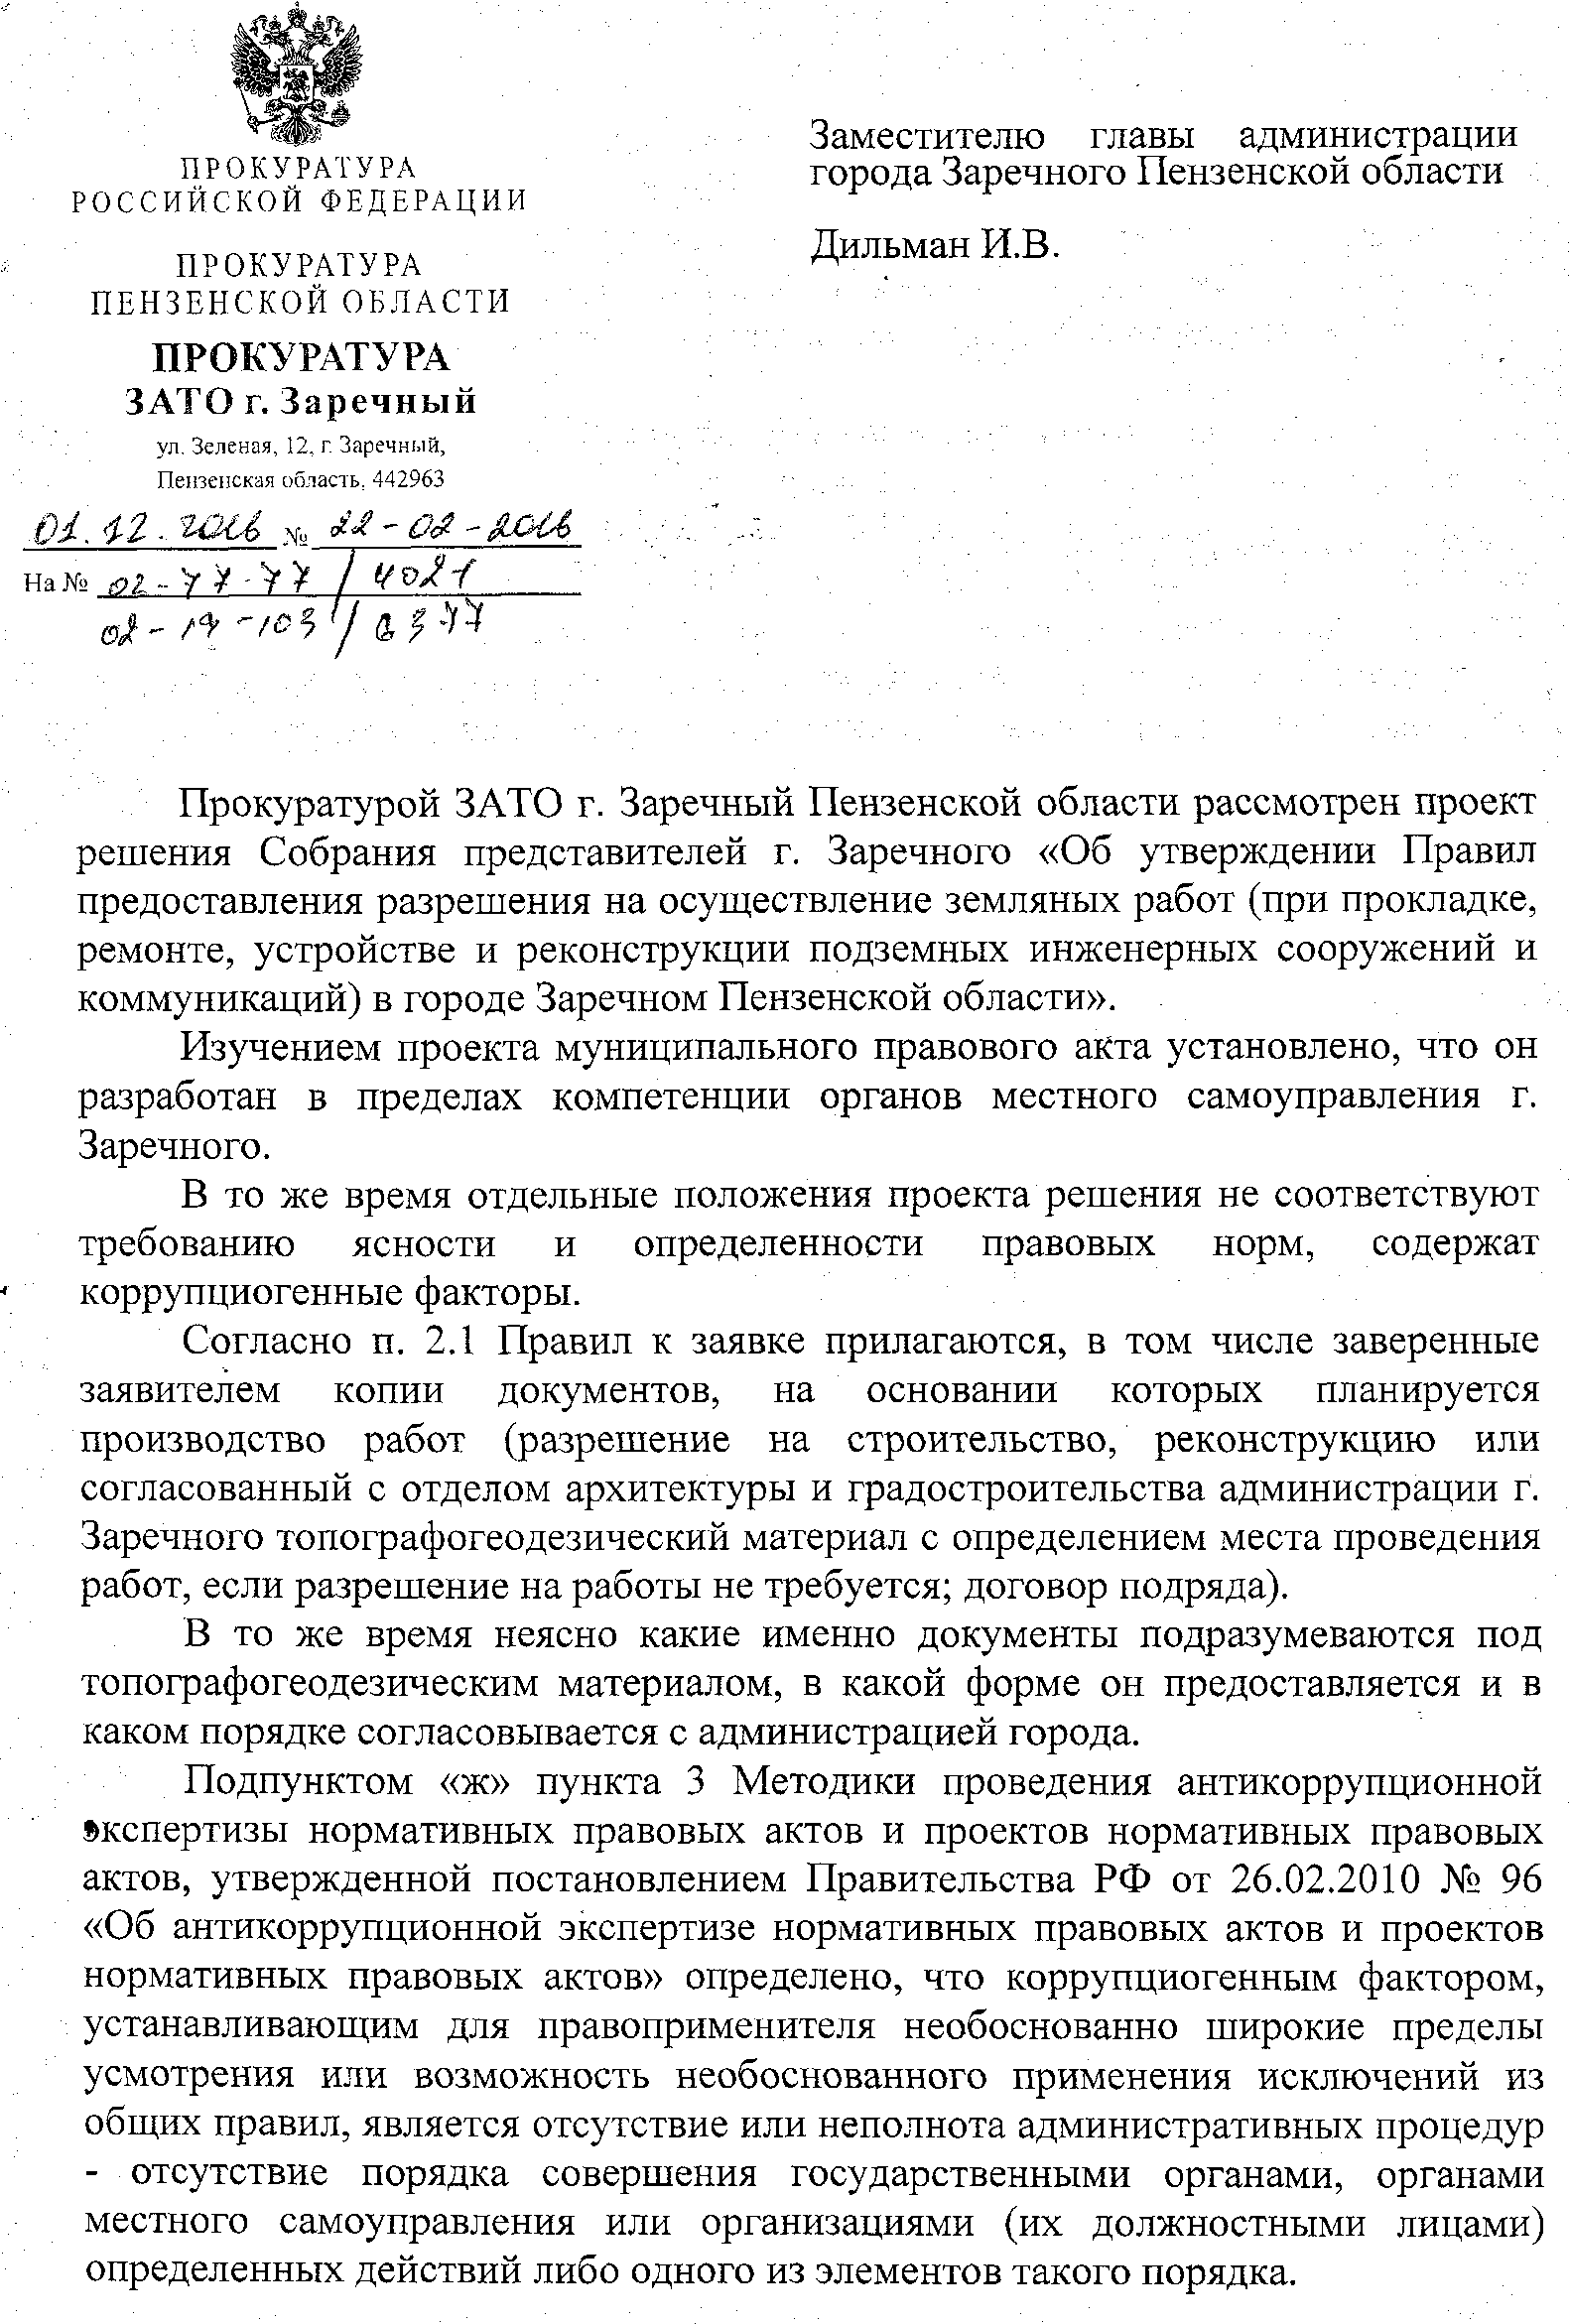 ПРОКУРАТУРА
РОССИЙСКОЙ ФЕДЕРАЦИИ
ПРОКУРАТУРА
ПЕНЗЕНСКОЙ ОБЛАСТИ
ПРОКУРАТУРА
ЗАТО г. Заречный
ул. Зеленая, 12, г. Заречный,
Пензенская область, 442963
01.12.2016 № 22-02-2016
На № 02-77-77/4021
02-19-103/
Заместителю главы администрации
города Заречного Пензенской области
Дильман И.В.
Прокуратурой ЗАТО г. Заречный Пензенской области рассмотрен проект
решения Собрания представителей г. Заречного «Об утверждении Правил
предоставления разрешения на осуществление земляных работ (при прокладке,
ремонте, устройстве и реконструкции подземных инженерных сооружений и
коммуникаций) в городе Заречном Пензенской области».
Изучением проекта муниципального правового акта установлено, что он
разработан в пределах компетенции органов местного самоуправления г.
Заречного.
В то же время отдельные положения проекта решения не соответствуют
требованию ясности и определенности правовых норм, содержат
коррупциогенные факторы.
Согласно п. 2.1 Правил к заявке прилагаются, в том числе заверенные
заявителем копии документов, на основании которых планируется
производство работ (разрешение на строительство, реконструкцию или
согласованный с отделом архитектуры и градостроительства администрации г.
Заречного топографогеодезический материал с определением места проведения
работ, если разрешение на работы не требуется; договор подряда).
В то же время неясно какие именно документы подразумеваются под
топографогеодезическим материалом, в какой форме он предоставляется и в
каком порядке согласовывается с администрацией города.
Подпунктом «ж» пункта 3 Методики проведения антикоррупционной
экспертизы нормативных правовых актов и проектов нормативных правовых
актов, утвержденной постановлением Правительства РФ от 26.02.2010 № 96
«Об антикоррупционной экспертизе нормативных правовых актов и проектов
нормативных правовых актов» определено, что коррупциогенным фактором,
устанавливающим для правоприменителя необоснованно широкие пределы
усмотрения или возможность необоснованного применения исключений из
общих правил, является отсутствие или неполнота административных процедур
- отсутствие порядка совершения государственными органами, органами
местного самоуправления или организациями (их должностными лицами)
определенных действий либо одного из элементов такого порядка.